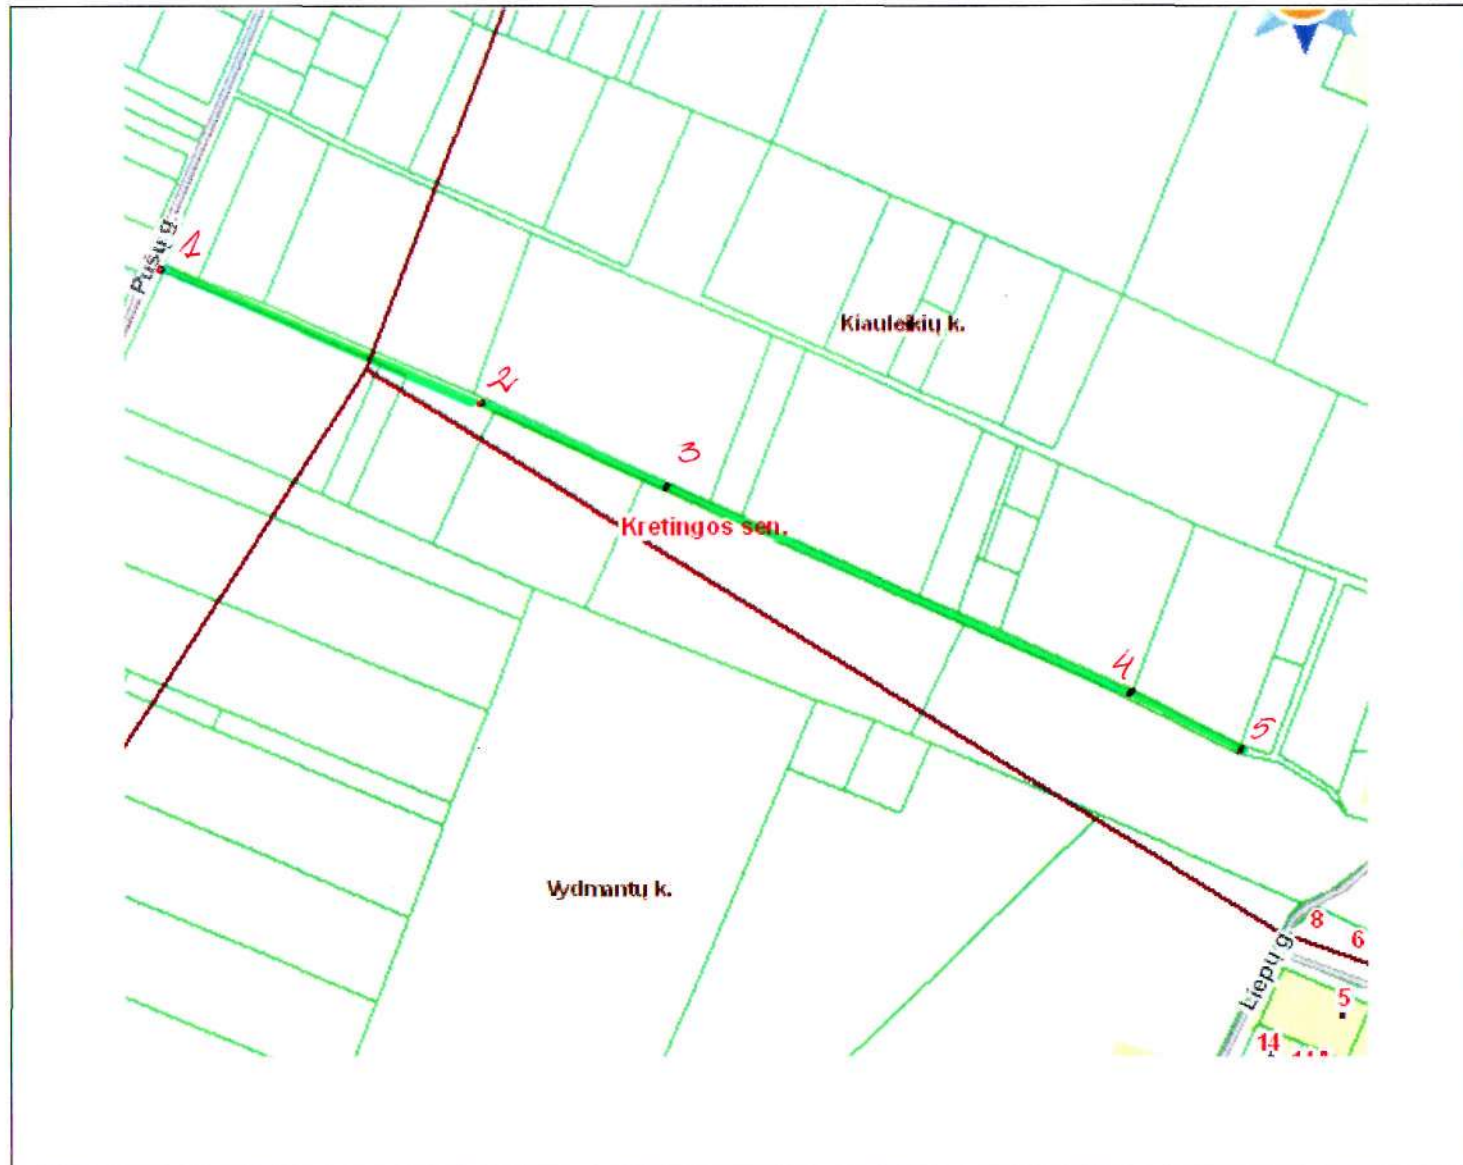 Pušų g.
1
2
Kiauleikių k.
3
Kretingos sen.
4
5
Vydmantų k.
8
6
Liepų g.
5
14